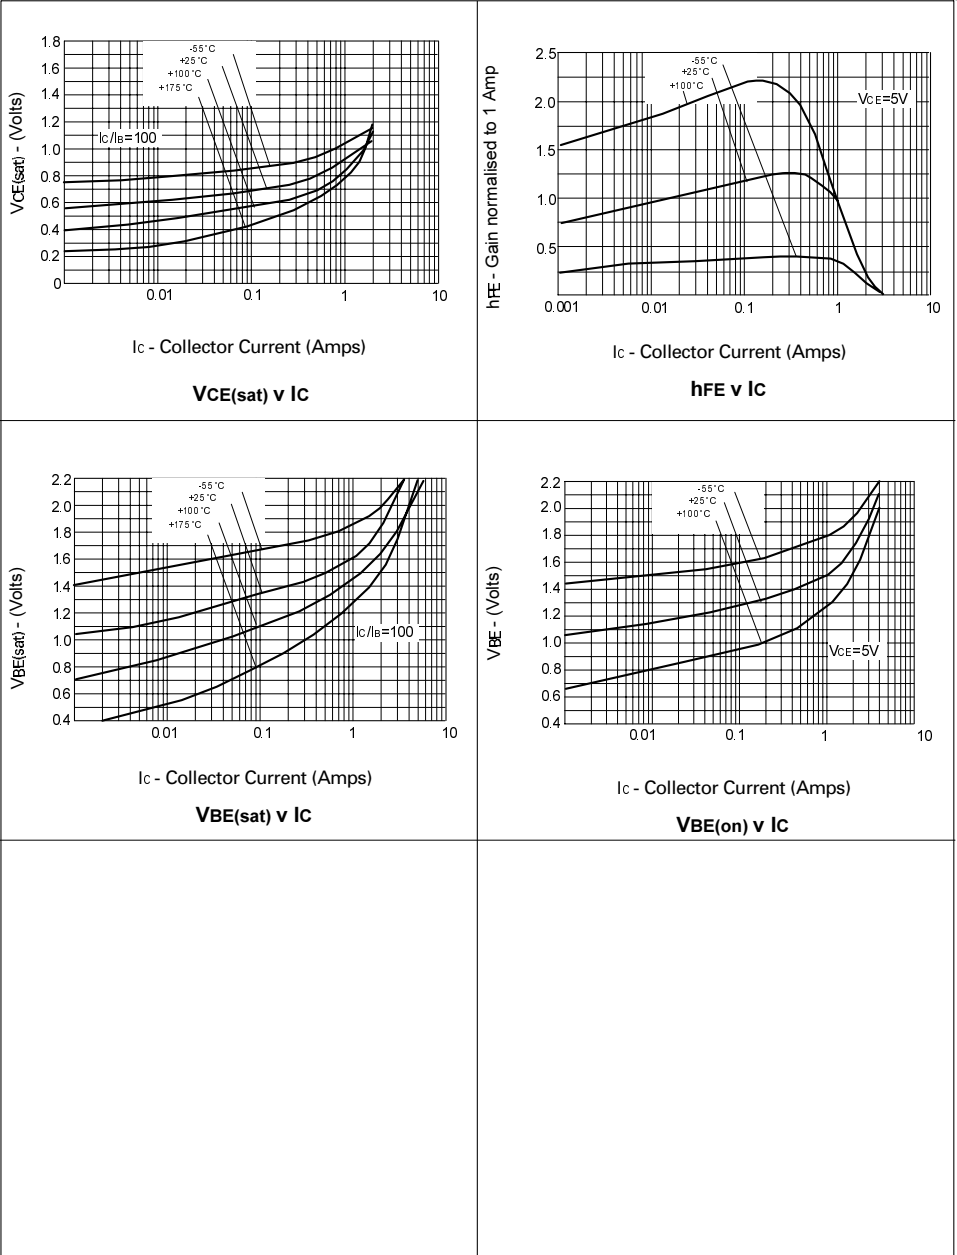 1.8
1.6
1.4
1.2
1.0
0.8
0.6
0.4
0.2
0
VCE(sat) - (Volts)
-55°C
+25°C
+100°C
+175°C
IC/IB=100
0.01
0.1
1
10
IC - Collector Current (Amps)
VCE(sat) v IC
2.5
2.0
1.5
1.0
0.5
hFE - Gain normalised to 1 Amp
-55°C
+25°C
+100°C
VCE=5V
0.001
0.01
0.1
1
10
IC - Collector Current (Amps)
hFE v IC
2.2
2.0
1.8
1.6
1.4
1.2
1.0
0.8
0.6
0.4
VBE(sat) - (Volts)
-55°C
+25°C
+100°C
+175°C
IC/IB=100
0.01
0.1
1
10
IC - Collector Current (Amps)
VBE(sat) v IC
2.2
2.0
1.8
1.6
1.4
1.2
1.0
0.8
0.6
0.4
VBE - (Volts)
-55°C
+25°C
+100°C
VCE=5V
0.01
0.1
1
10
IC - Collector Current (Amps)
VBE(on) v IC